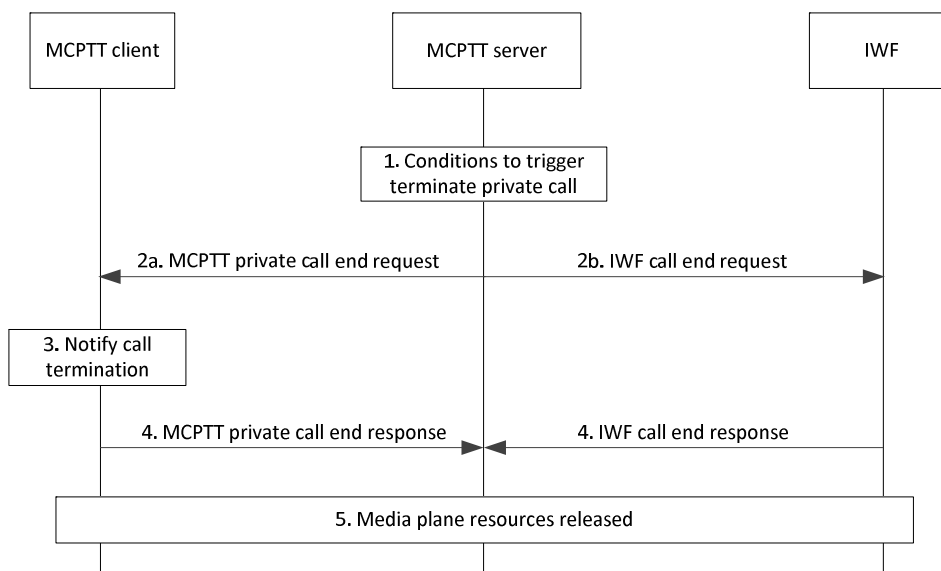 MCPTT client
MCPTT server
IWF
1. Conditions to trigger
terminate private call
2a. MCPTT private call end request
2b. IWF call end request
3. Notify call
termination
4. MCPTT private call end response
4. IWF call end response
5. Media plane resources released